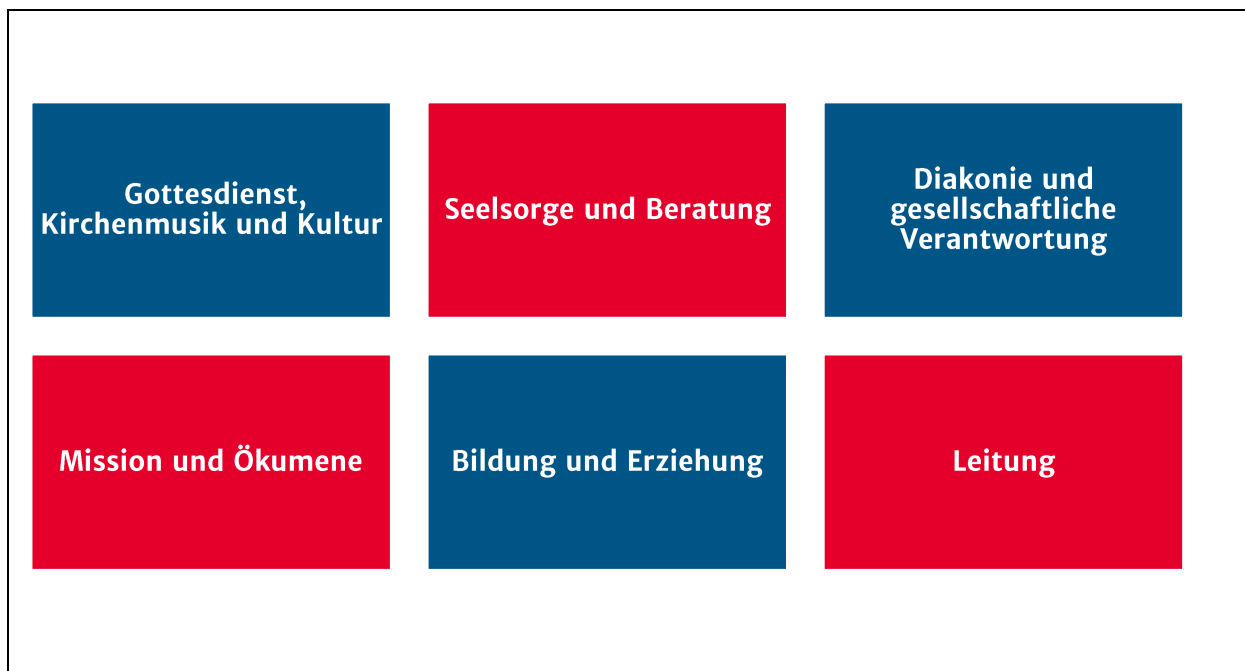 Gottesdienst,
Kirchenmusik und Kultur
Seelsorge und Beratung
Diakonie und
gesellschaftliche
Verantwortung
Mission und Ökumene
Bildung und Erziehung
Leitung